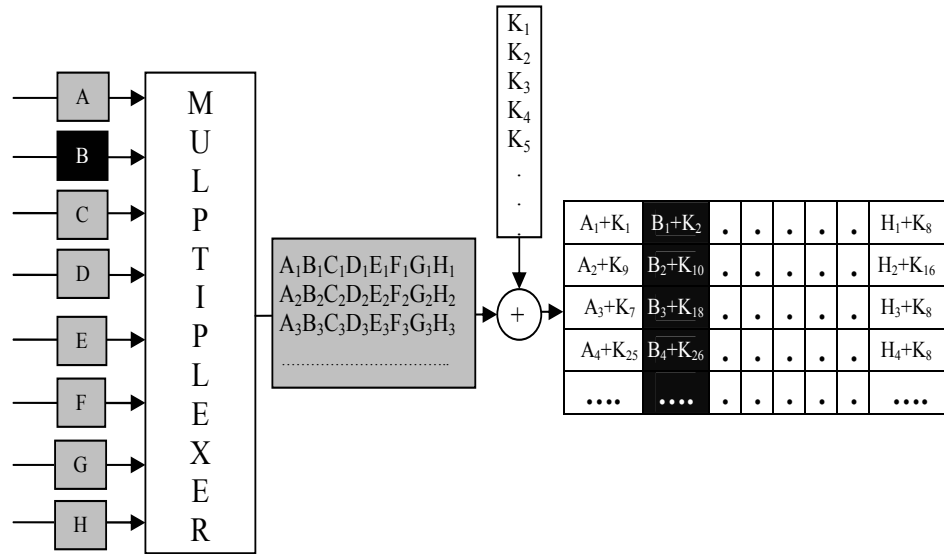 A
B
C
D
E
F
G
H
M
U
L
P
T
I
P
L
E
X
E
R
A₁B₁C₁D₁E₁F₁G₁H₁
A₂B₂C₂D₂E₂F₂G₂H₂
A₃B₃C₃D₃E₃F₃G₃H₃
.................................
K₁
K₂
K₃
K₄
K₅
.
.
.
+
A₁+K₁ B₁+K₂ . . . . . H₁+K₈
A₂+K₉ B₂+K₁₀ . . . . . H₂+K₁₆
A₃+K₇ B₃+K₁₈ . . . . . H₃+K₈
A₄+K₂₅ B₄+K₂₆ . . . . . H₄+K₈
.... .... . . . . . ....